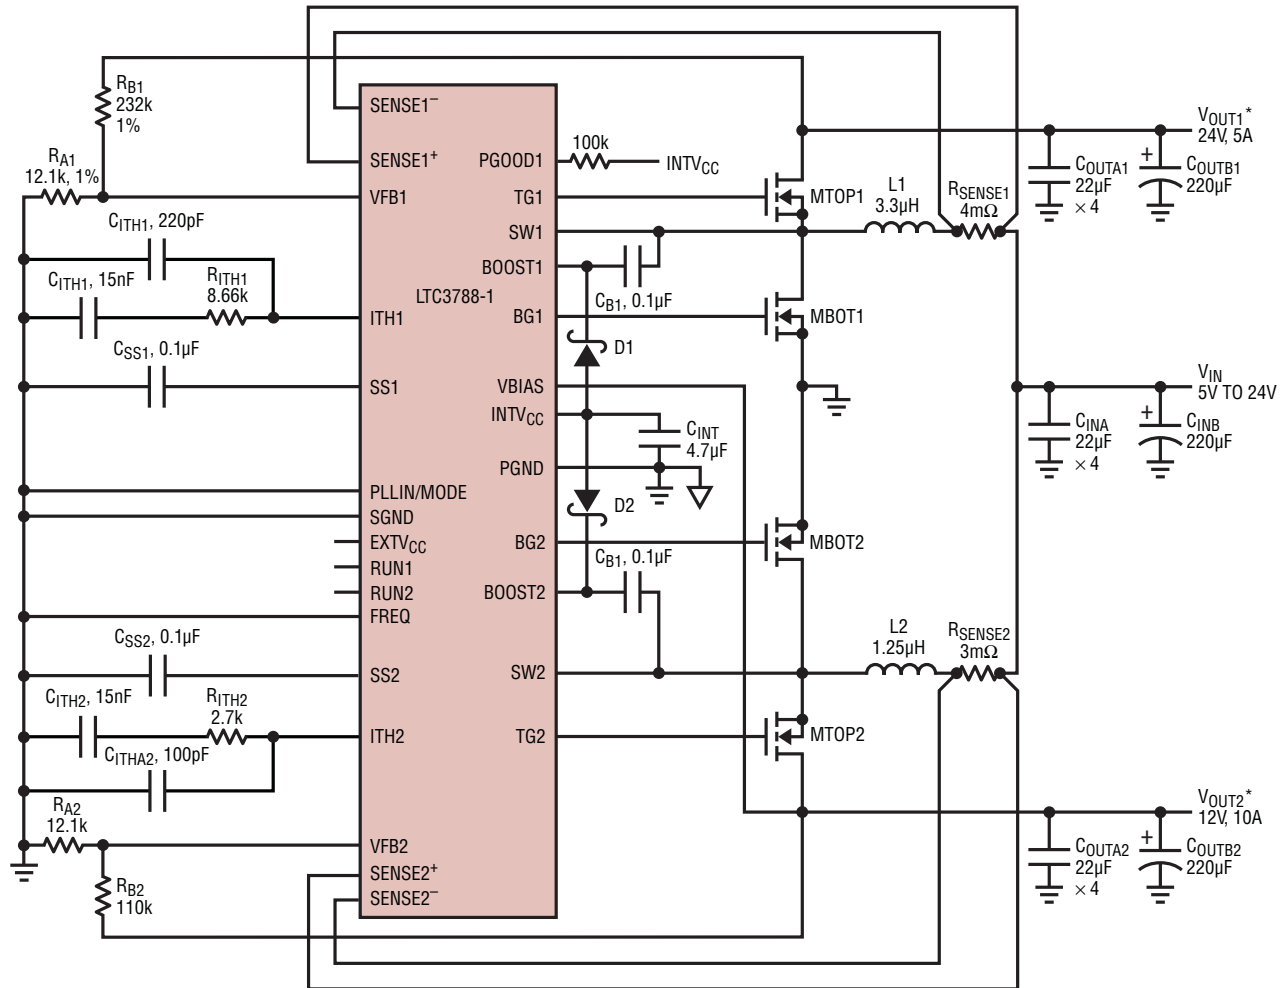 RB1
232k
1%
RA1
12.1k, 1%
CITH1, 220pF
CITH1, 15nF
RITH1
8.66k
CSS1, 0.1µF
CSS2, 0.1µF
CITH2, 15nF
RITH2
2.7k
CITHA2, 100pF
RA2
12.1k
RB2
110k
SENSE1–
SENSE1+
VFB1
ITH1
SS1
PLLIN/MODE
SGND
EXTVCC
RUN1
RUN2
FREQ
SS2
ITH2
VFB2
SENSE2+
SENSE2–
LTC3788-1
PGOOD1
TG1
SW1
BOOST1
BG1
VBIAS
INTVCC
PGND
BG2
BOOST2
SW2
TG2
100k
INTVCC
CB1, 0.1µF
D1
CINT
4.7µF
D2
CB1, 0.1µF
MTOP1
MBOT1
MBOT2
MTOP2
L1
3.3µH
RSENSE1
4mΩ
L2
1.25µH
RSENSE2
3mΩ
VOUT1*
24V, 5A
COUTA1
22µF
× 4
+
COUTB1
220µF
VIN
5V TO 24V
CINA
22µF
× 4
+
CINB
220µF
VOUT2*
12V, 10A
COUTA2
22µF
× 4
+
COUTB2
220µF